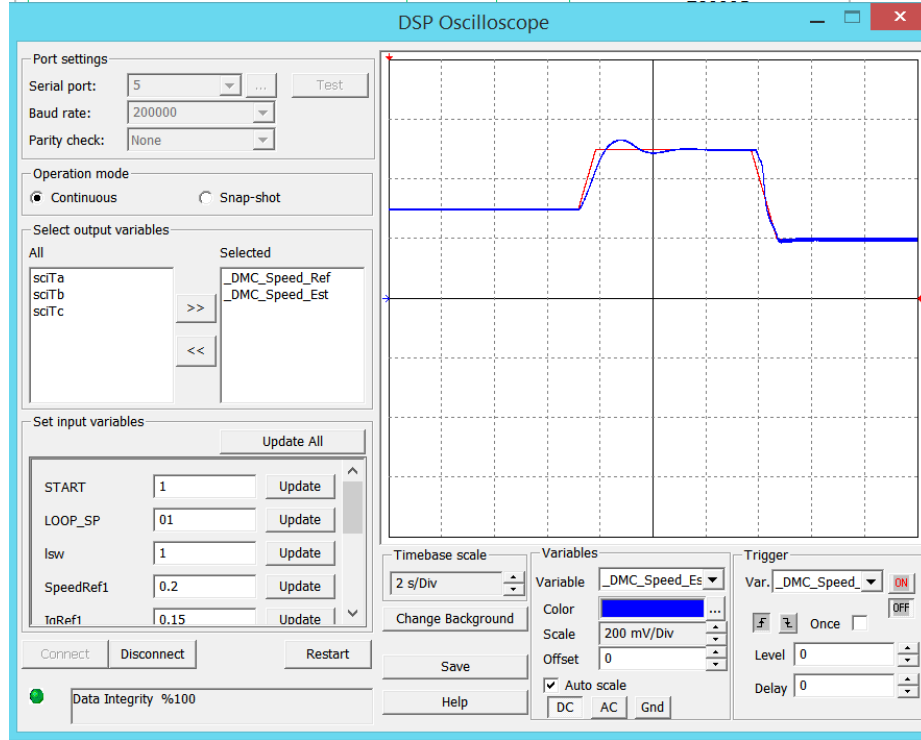 DSP Oscilloscope
Port settings
Serial port: 5 ... Test
Baud rate: 200000
Parity check: None
Operation mode
Continuous Snap-shot
Select output variables
All Selected
sciTa _DMC_Speed_Ref
sciTb _DMC_Speed_Est
sciTc
>>
<<
Set input variables
Update All
START 1 Update
LOOP_SP 01 Update
Isw 1 Update
SpeedRef1 0.2 Update
IqRef1 0.15 Update
Connect Disconnect Restart
Data Integrity %100
Timebase scale
2 s/Div
Change Background
Save
Help
Variables
Variable _DMC_Speed_Es
Color ...
Scale 200 mV/Div
Offset 0
Auto scale
DC AC Gnd
Trigger
Var. _DMC_Speed_ ON
OFF
Once
Level 0
Delay 0